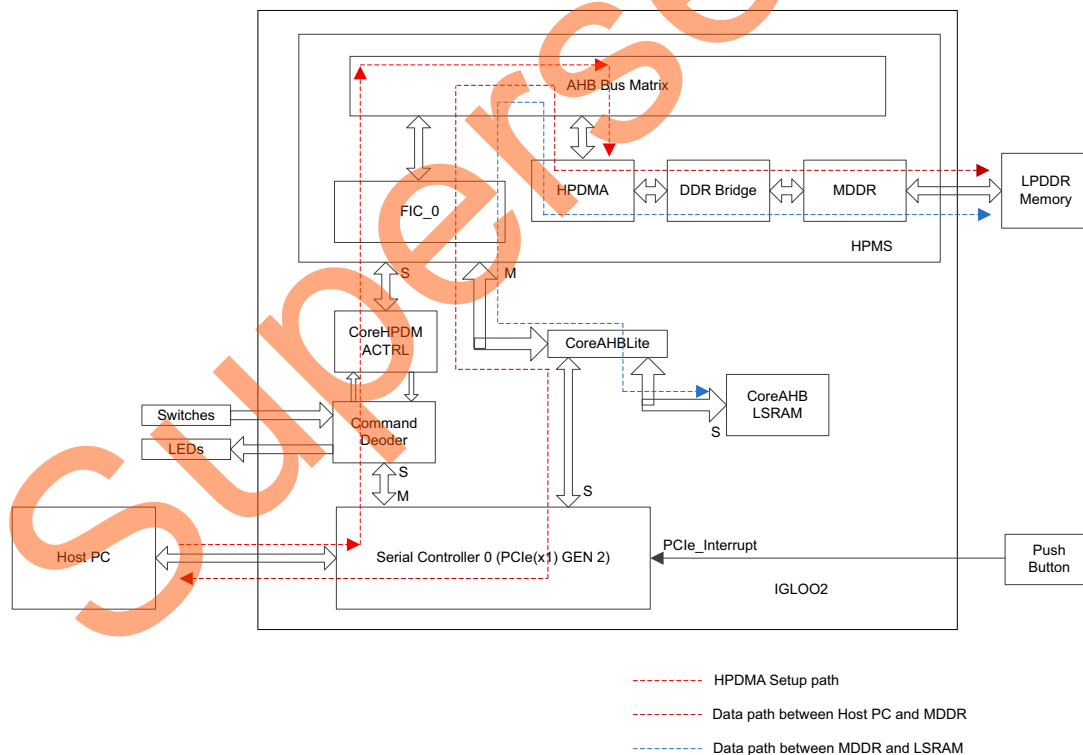 AHB Bus Matrix
HPDMA
DDR Bridge
MDDR
LPDDR
Memory
FIC_0
HPMS
S
M
CoreHPDM
ACTRL
CoreAHBLite
CoreAHB
LSRAM
S
Switches
LEDs
Command
Deoder
S
M
S
Host PC
Serial Controller 0 (PCIe(x1) GEN 2)
PCIe_Interrupt
Push
Button
IGLOO2
HPDMA Setup path
Data path between Host PC and MDDR
Data path between MDDR and LSRAM
Superse